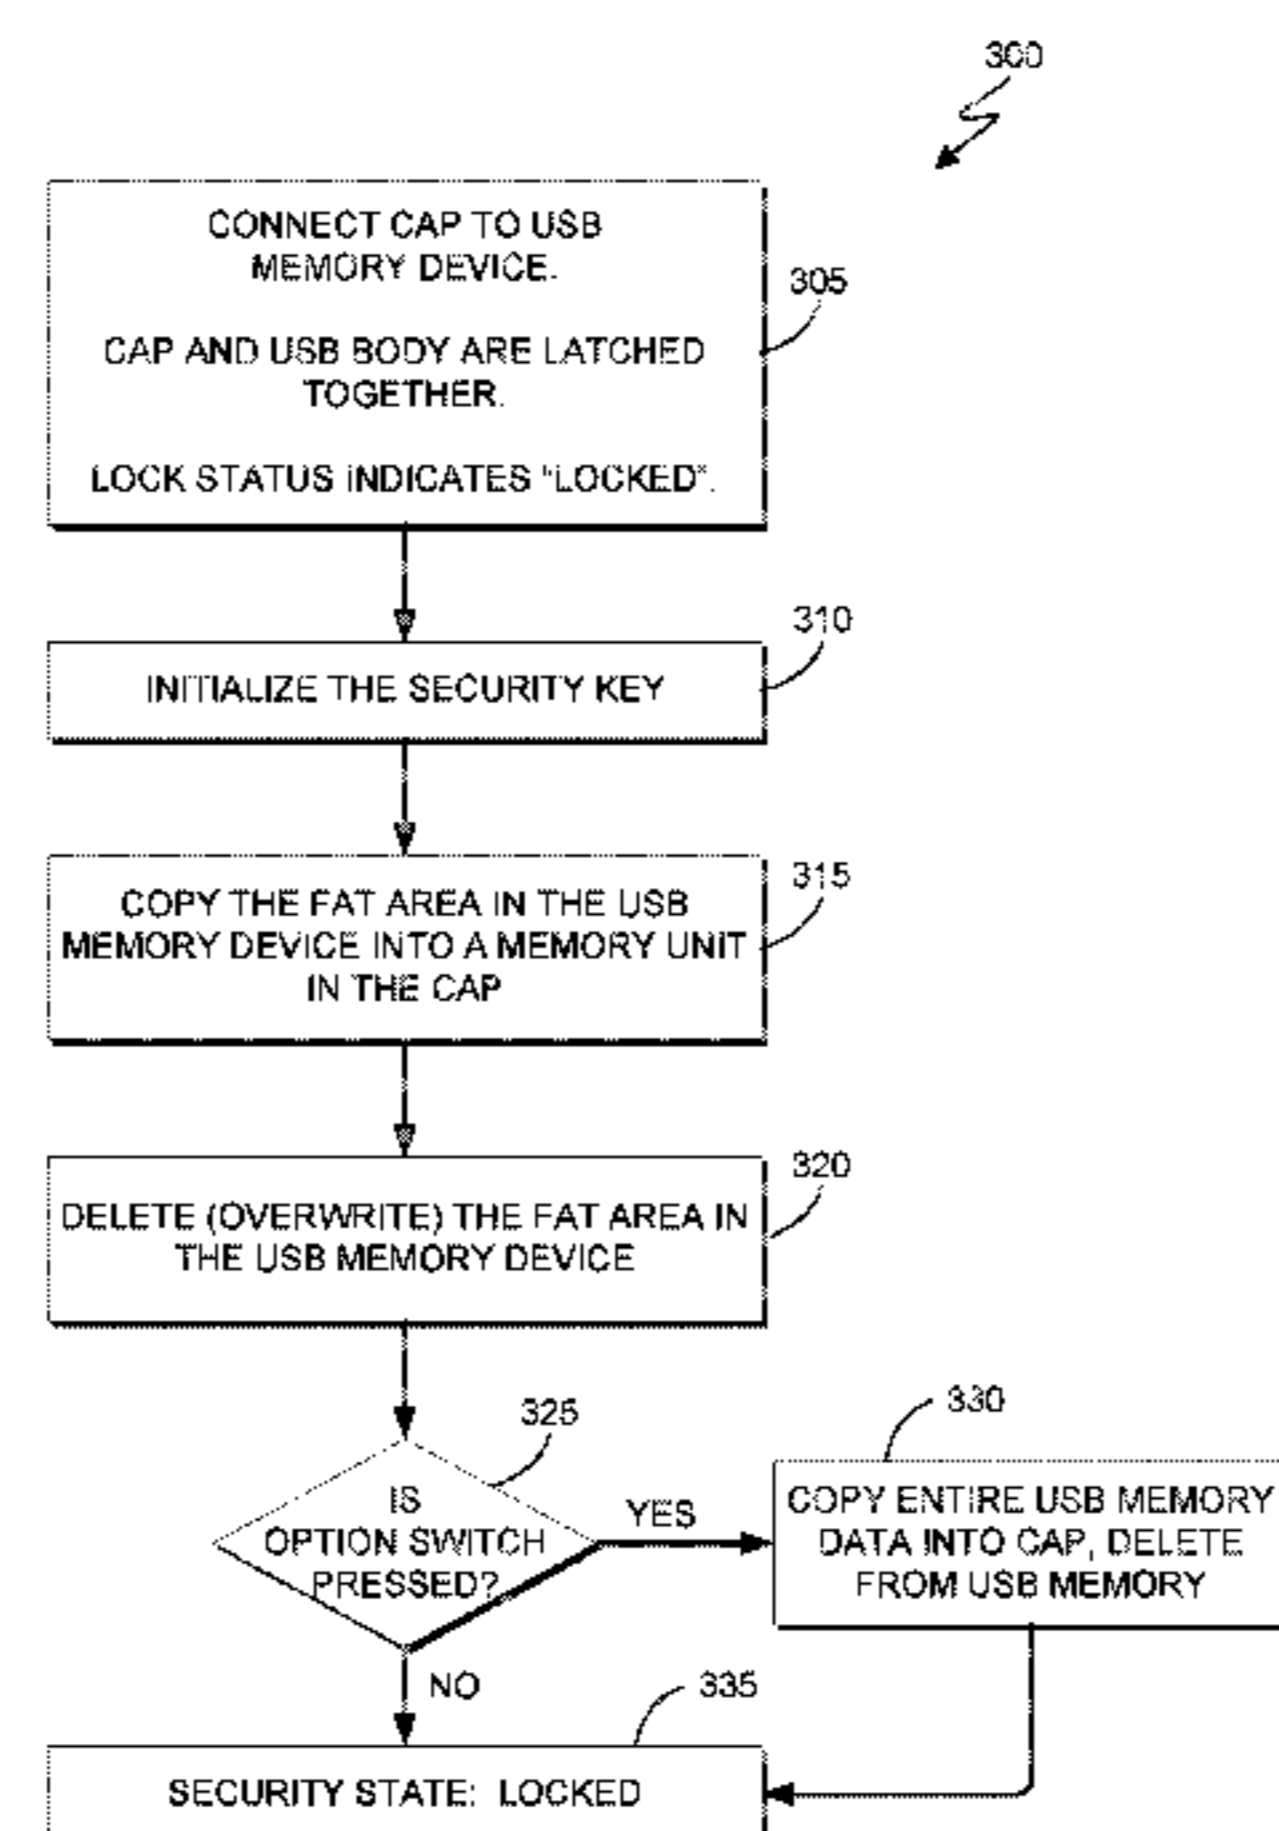 300
CONNECT CAP TO USB
MEMORY DEVICE.
CAP AND USB BODY ARE LATCHED
TOGETHER.
LOCK STATUS INDICATES "LOCKED".
305
INITIALIZE THE SECURITY KEY
310
COPY THE FAT AREA IN THE USB
MEMORY DEVICE INTO A MEMORY UNIT
IN THE CAP
315
DELETE (OVERWRITE) THE FAT AREA IN
THE USB MEMORY DEVICE
320
IS
OPTION SWITCH
PRESSED?
325
YES
COPY ENTIRE USB MEMORY
DATA INTO CAP, DELETE
FROM USB MEMORY
330
NO
SECURITY STATE: LOCKED
335